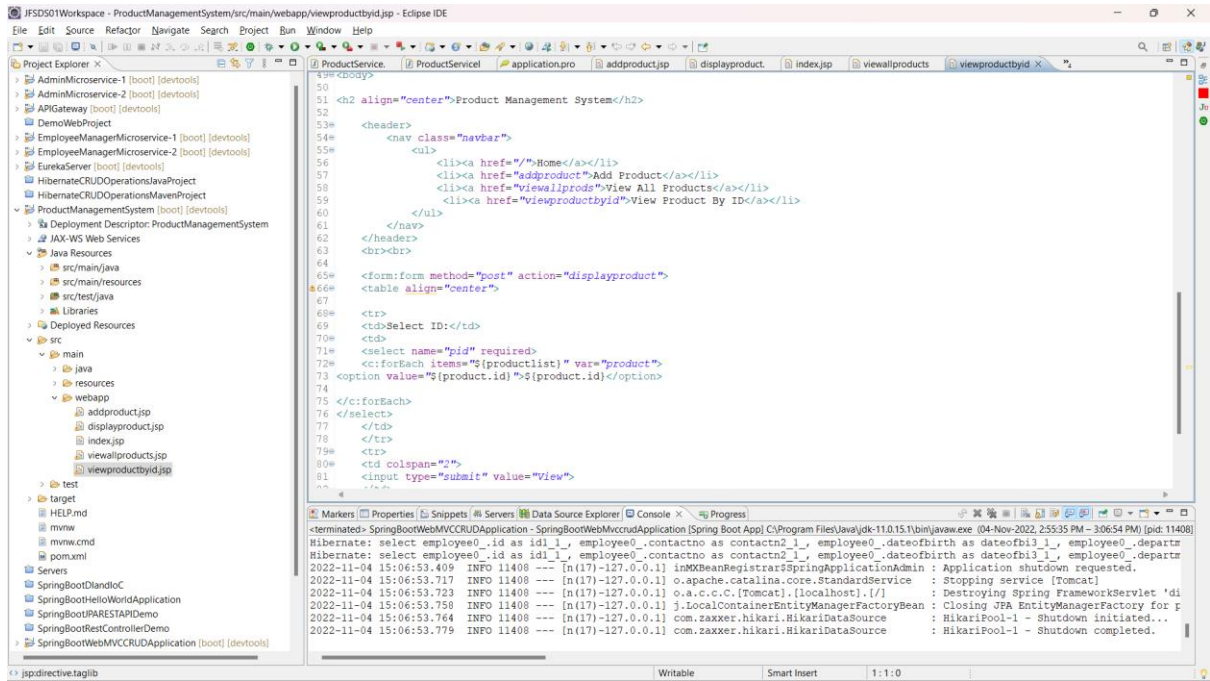 JFSDS01Workspace - ProductManagementSystem/src/main/webapp/viewproductbyid.jsp - Eclipse IDE
File Edit Source Refactor Navigate Search Project Run Window Help
Project Explorer
AdminMicroservice-1 [boot] [devtools]
AdminMicroservice-2 [boot] [devtools]
APIGateway [boot] [devtools]
DemoWebProject
EmployeeManagerMicroservice-1 [boot] [devtools]
EmployeeManagerMicroservice-2 [boot] [devtools]
EurekaServer [boot] [devtools]
HibernateCRUDOperationsJavaProject
HibernateCRUDOperationsMavenProject
ProductManagementSystem [boot] [devtools]
Deployment Descriptor: ProductManagementSystem
JAX-WS Web Services
Java Resources
src/main/java
src/main/resources
src/test/java
Libraries
Deployed Resources
src
main
java
resources
webapp
addproduct.jsp
displayproduct.jsp
index.jsp
viewallproducts.jsp
viewproductbyid.jsp
test
target
HELP.md
mvnw
mvnw.cmd
pom.xml
Servers
SpringBootDIandIoC
SpringBootHelloWorldApplication
SpringBootJPARESTAPIDemo
SpringBootRestControllerDemo
SpringBootWebMVCCRUDApplication [boot] [devtools]
ProductService. ProductServiceI application.pro addproduct.jsp displayproduct. index.jsp viewallproducts viewproductbyid
49 <body>
50
51 <h2 align="center">Product Management System</h2>
52
53 <header>
54 <nav class="navbar">
55 <ul>
56 <li><a href="/">Home</a></li>
57 <li><a href="addproduct">Add Product</a></li>
58 <li><a href="viewallprods">View All Products</a></li>
59 <li><a href="viewproductbyid">View Product By ID</a></li>
60 </ul>
61 </nav>
62 </header>
63 <br><br>
64
65 <form:form method="post" action="displayproduct">
66 <table align="center">
67
68 <tr>
69 <td>Select ID:</td>
70 <td>
71 <select name="pid" required>
72 <c:forEach items="${productlist}" var="product">
73 <option value="${product.id}">${product.id}</option>
74
75 </c:forEach>
76 </select>
77 </td>
78 </tr>
79 <tr>
80 <td colspan="2">
81 <input type="submit" value="View">
Markers Properties Snippets Servers Data Source Explorer Console Progress
<terminated> SpringBootWebMVCCRUDApplication - SpringBootWebMvccrudApplication [Spring Boot App] C:\Program Files\Java\jdk-11.0.15.1\bin\javaw.exe (04-Nov-2022, 2:55:35 PM – 3:06:54 PM) [pid: 11408]
Hibernate: select employee0_.id as id1_1_, employee0_.contactno as contactn2_1_, employee0_.dateofbirth as dateofbi3_1_, employee0_.departm
Hibernate: select employee0_.id as id1_1_, employee0_.contactno as contactn2_1_, employee0_.dateofbirth as dateofbi3_1_, employee0_.departm
2022-11-04 15:06:53.409 INFO 11408 --- [n(17)-127.0.0.1] inMXBeanRegistrar$SpringApplicationAdmin : Application shutdown requested.
2022-11-04 15:06:53.723 INFO 11408 --- [n(17)-127.0.0.1] o.apache.catalina.core.StandardService : Stopping service [Tomcat]
2022-11-04 15:06:53.717 INFO 11408 --- [n(17)-127.0.0.1] o.a.c.c.C.[Tomcat].[localhost].[/] : Destroying Spring FrameworkServlet 'di
2022-11-04 15:06:53.758 INFO 11408 --- [n(17)-127.0.0.1] j.LocalContainerEntityManagerFactoryBean : Closing JPA EntityManagerFactory for p
2022-11-04 15:06:53.764 INFO 11408 --- [n(17)-127.0.0.1] com.zaxxer.hikari.HikariDataSource : HikariPool-1 - Shutdown initiated...
2022-11-04 15:06:53.779 INFO 11408 --- [n(17)-127.0.0.1] com.zaxxer.hikari.HikariDataSource : HikariPool-1 - Shutdown completed.
jsp:directive.taglib Writable Smart Insert 1 : 1 : 0